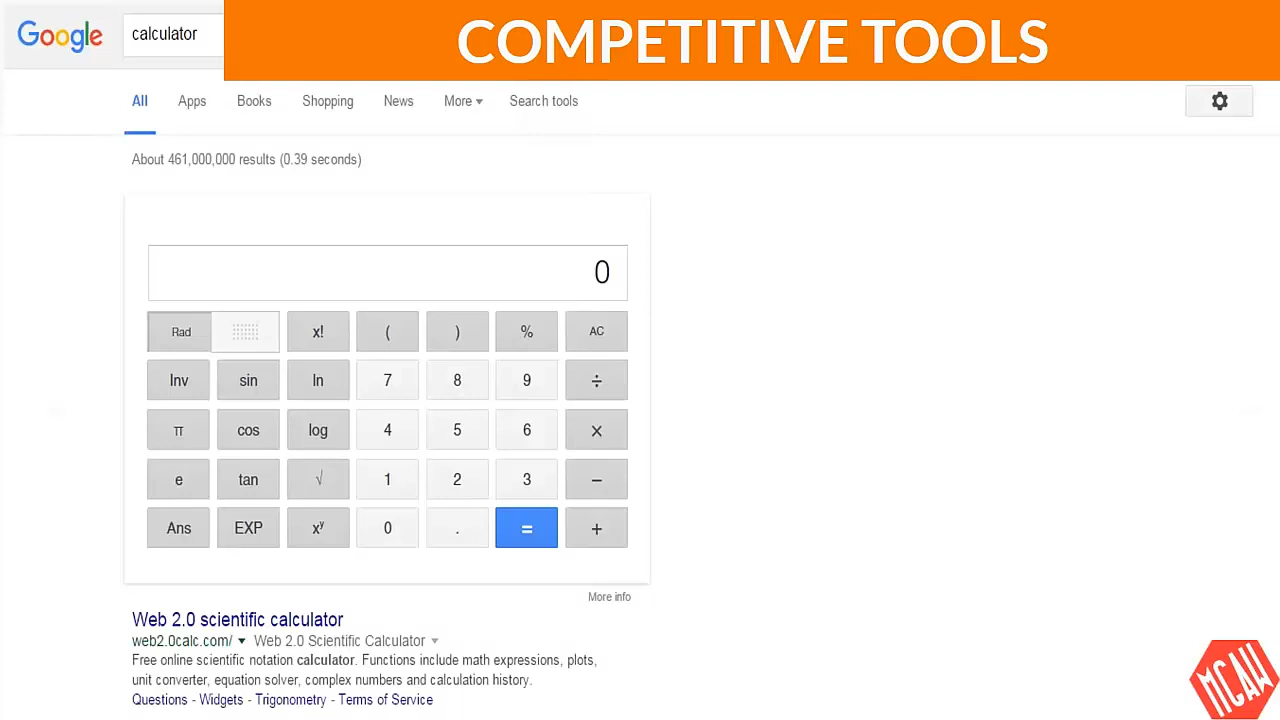 Google
calculator
COMPETITIVE TOOLS
All Apps Books Shopping News More Search tools
About 461,000,000 results (0.39 seconds)
0
Rad x! ( ) % AC
Inv sin ln 7 8 9 ÷
π cos log 4 5 6 ×
e tan √ 1 2 3 −
Ans EXP xʸ 0 . = +
More info
Web 2.0 scientific calculator
web2.0calc.com/ Web 2.0 Scientific Calculator
Free online scientific notation calculator. Functions include math expressions, plots,
unit converter, equation solver, complex numbers and calculation history.
Questions - Widgets - Trigonometry - Terms of Service
MCAW